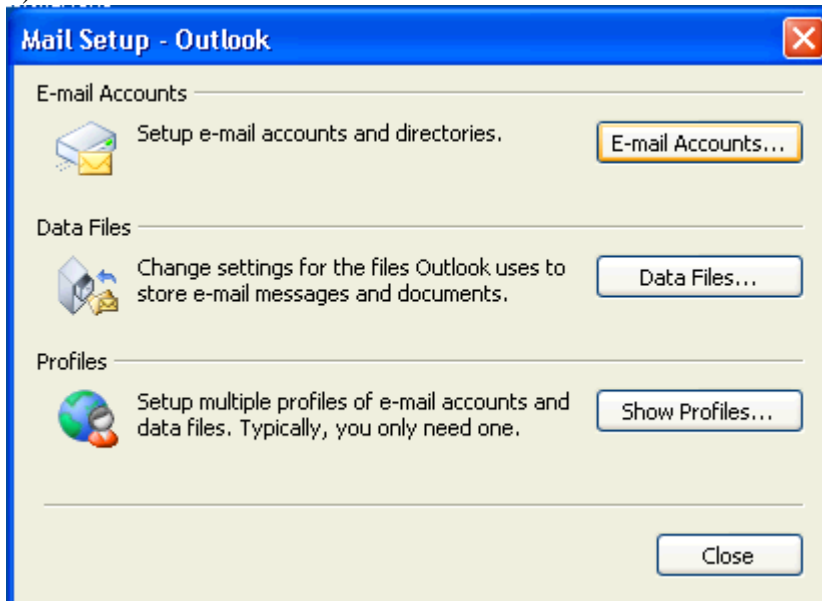 Mail Setup - Outlook
E-mail Accounts
Setup e-mail accounts and directories.
E-mail Accounts...
Data Files
Change settings for the files Outlook uses to
store e-mail messages and documents.
Data Files...
Profiles
Setup multiple profiles of e-mail accounts and
data files. Typically, you only need one.
Show Profiles...
Close